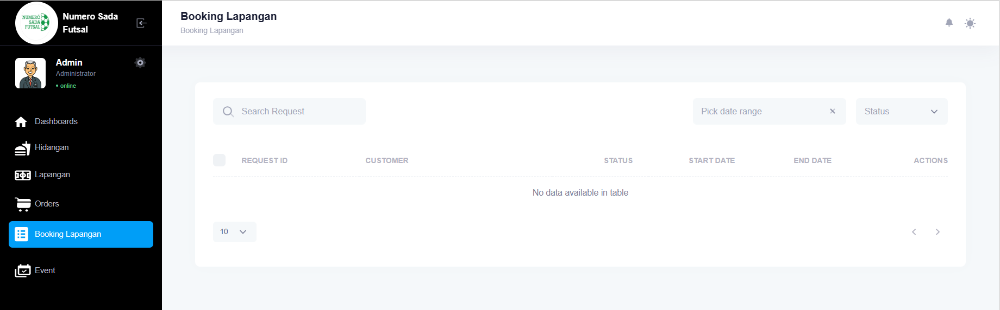 NUMERO
SADA
FUTSAL
Numero Sada
Futsal
Admin
Administrator
• online
Dashboards
Hidangan
Lapangan
Orders
Booking Lapangan
Event
Booking Lapangan
Booking Lapangan
Search Request
Pick date range
Status
REQUEST ID CUSTOMER STATUS START DATE END DATE ACTIONS
No data available in table
10